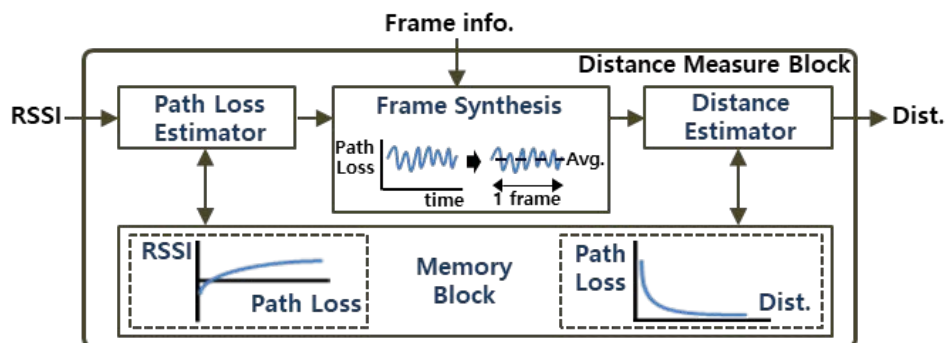 Frame info.
Distance Measure Block
RSSI
Path Loss
Estimator
Frame Synthesis
Path
Loss
time
Avg.
1 frame
Distance
Estimator
Dist.
RSSI
Path Loss
Memory
Block
Path
Loss
Dist.